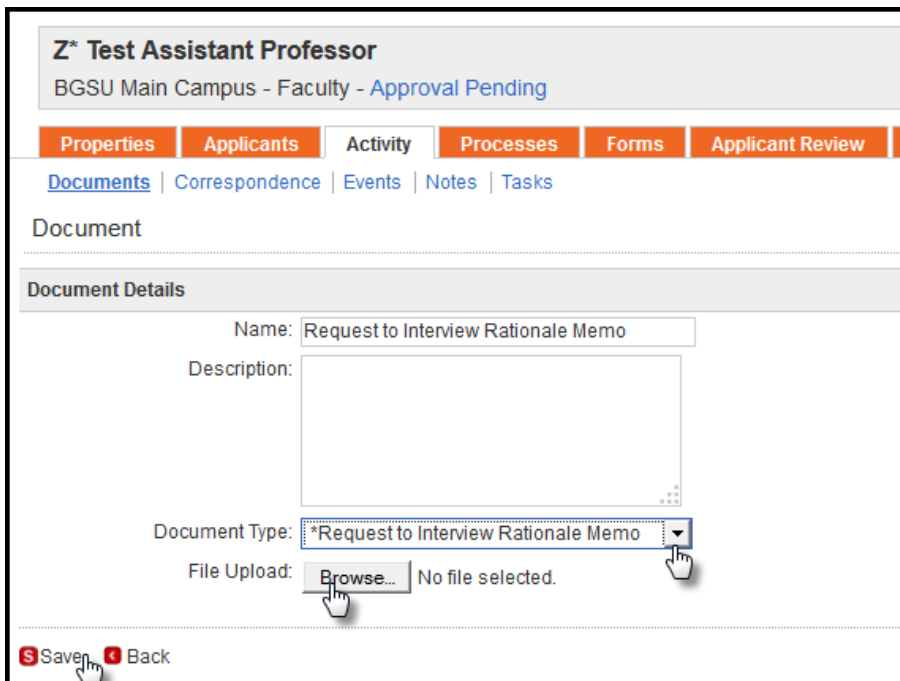 Z* Test Assistant Professor
BGSU Main Campus - Faculty - Approval Pending
Properties Applicants Activity Processes Forms Applicant Review
Documents | Correspondence | Events | Notes | Tasks
Document
Document Details
Name: Request to Interview Rationale Memo
Description:
Document Type: *Request to Interview Rationale Memo
File Upload: Browse... No file selected.
S Save Back